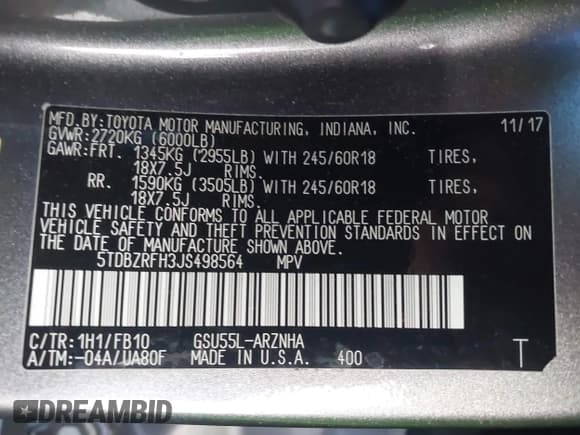 MFD.BY:TOYOTA MOTOR MANUFACTURING, INDIANA, INC. 11/17
GVWR:2720KG (6000LB)
GAWR:FRT. 1345KG (2955LB) WITH 245/60R18 TIRES,
18X7.5J RIMS.
RR. 1590KG (3505LB) WITH 245/60R18 TIRES,
18X7.5J RIMS.
THIS VEHICLE CONFORMS TO ALL APPLICABLE FEDERAL MOTOR
VEHICLE SAFETY AND THEFT PREVENTION STANDARDS IN EFFECT ON
THE DATE OF MANUFACTURE SHOWN ABOVE.
5TDBZRFH3JS498564 MPV
C/TR:1H1/FB10 GSU55L-ARZNHA
A/TM:-04A/UA80F MADE IN U.S.A. 400 T
DREAMBID